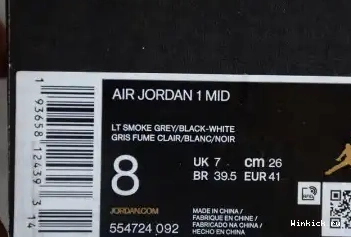 AIR JORDAN 1 MID
LT SMOKE GREY/BLACK-WHITE
GRIS FUME CLAIR/BLANC/NOIR
8 UK 7 cm 26
BR 39.5 EUR 41
JORDAN.COM
554724 092
MADE IN CHINA /
FABRIQUE EN CHINE /
FABRICADO NA CHINA /
HECHO EN CHINA
1 93658 12439 3 14